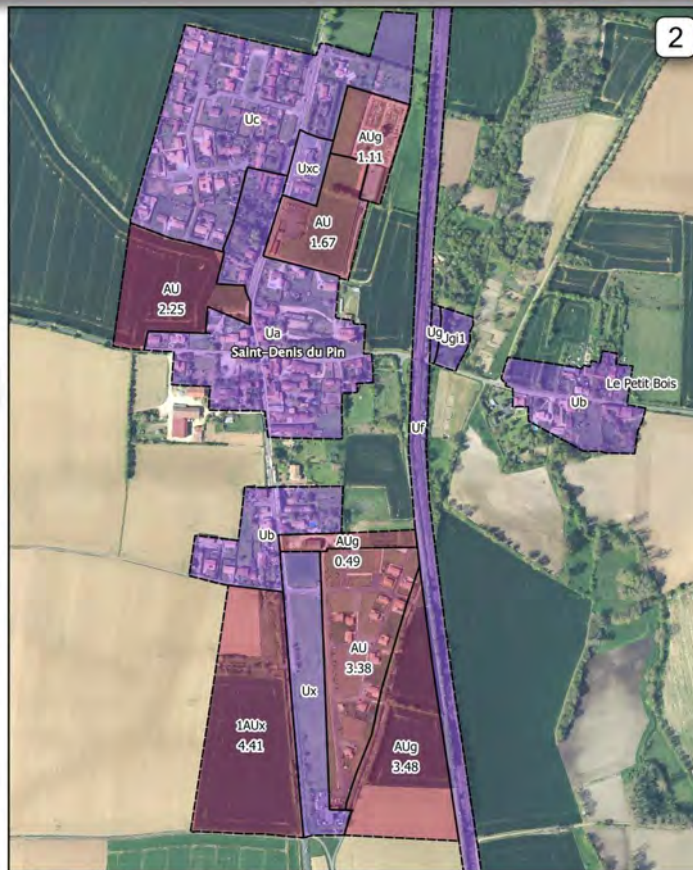 2
Uc
AUg
1.11
Uxc
AU
1.67
AU
2.25
Ua
Saint-Denis du Pin
Ug
Ugi1
Le Petit Bois
Ub
Uf
Ub
AUg
0.49
AU
3.38
Ux
1AUx
4.41
AUg
3.48